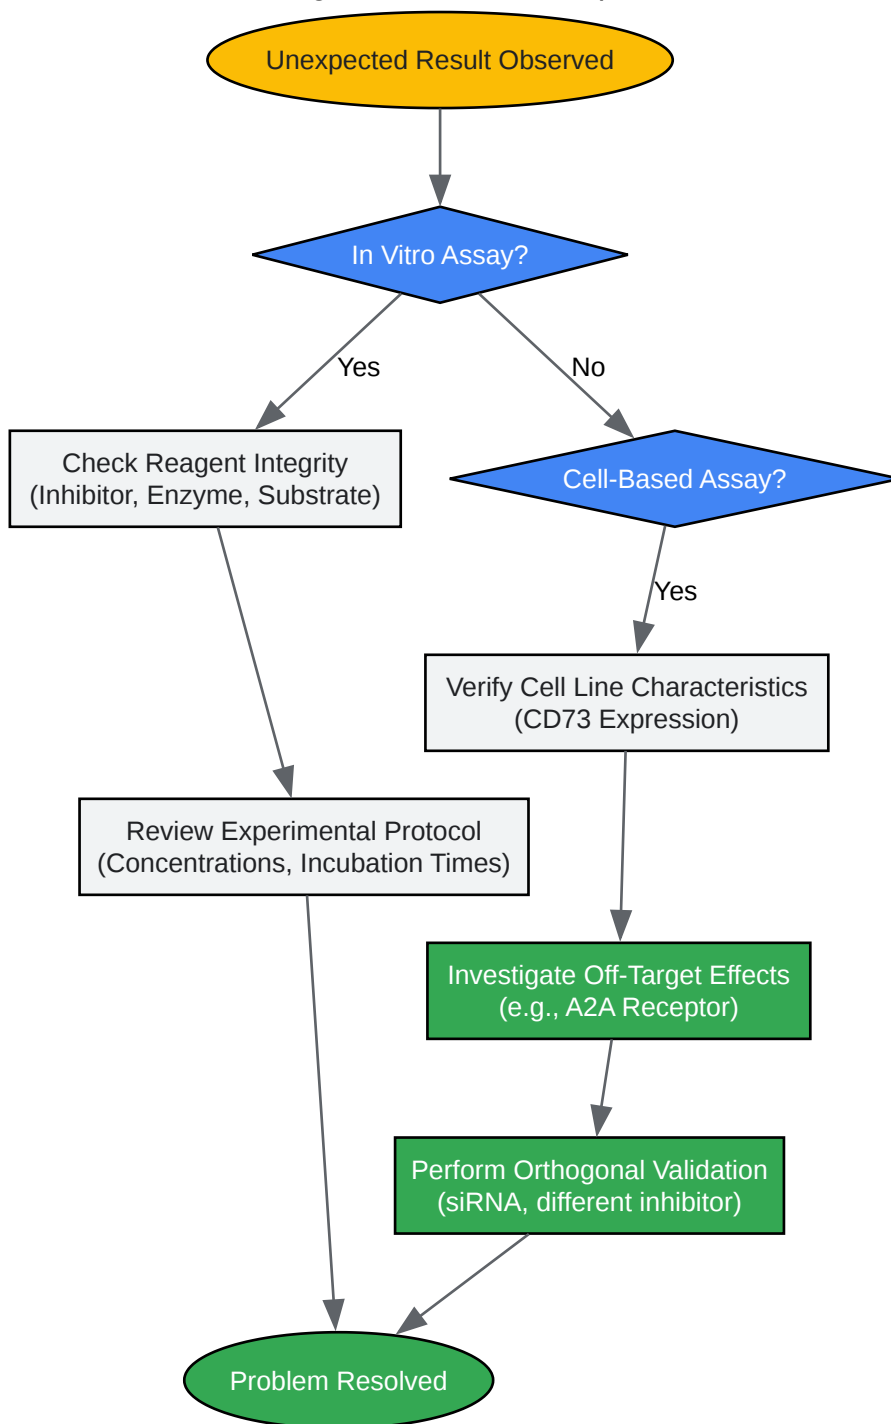 Unexpected Result Observed
In Vitro Assay?
Yes
No
Check Reagent Integrity
(Inhibitor, Enzyme, Substrate)
Cell-Based Assay?
Yes
Verify Cell Line Characteristics
(CD73 Expression)
Review Experimental Protocol
(Concentrations, Incubation Times)
Investigate Off-Target Effects
(e.g., A2A Receptor)
Perform Orthogonal Validation
(siRNA, different inhibitor)
Problem Resolved